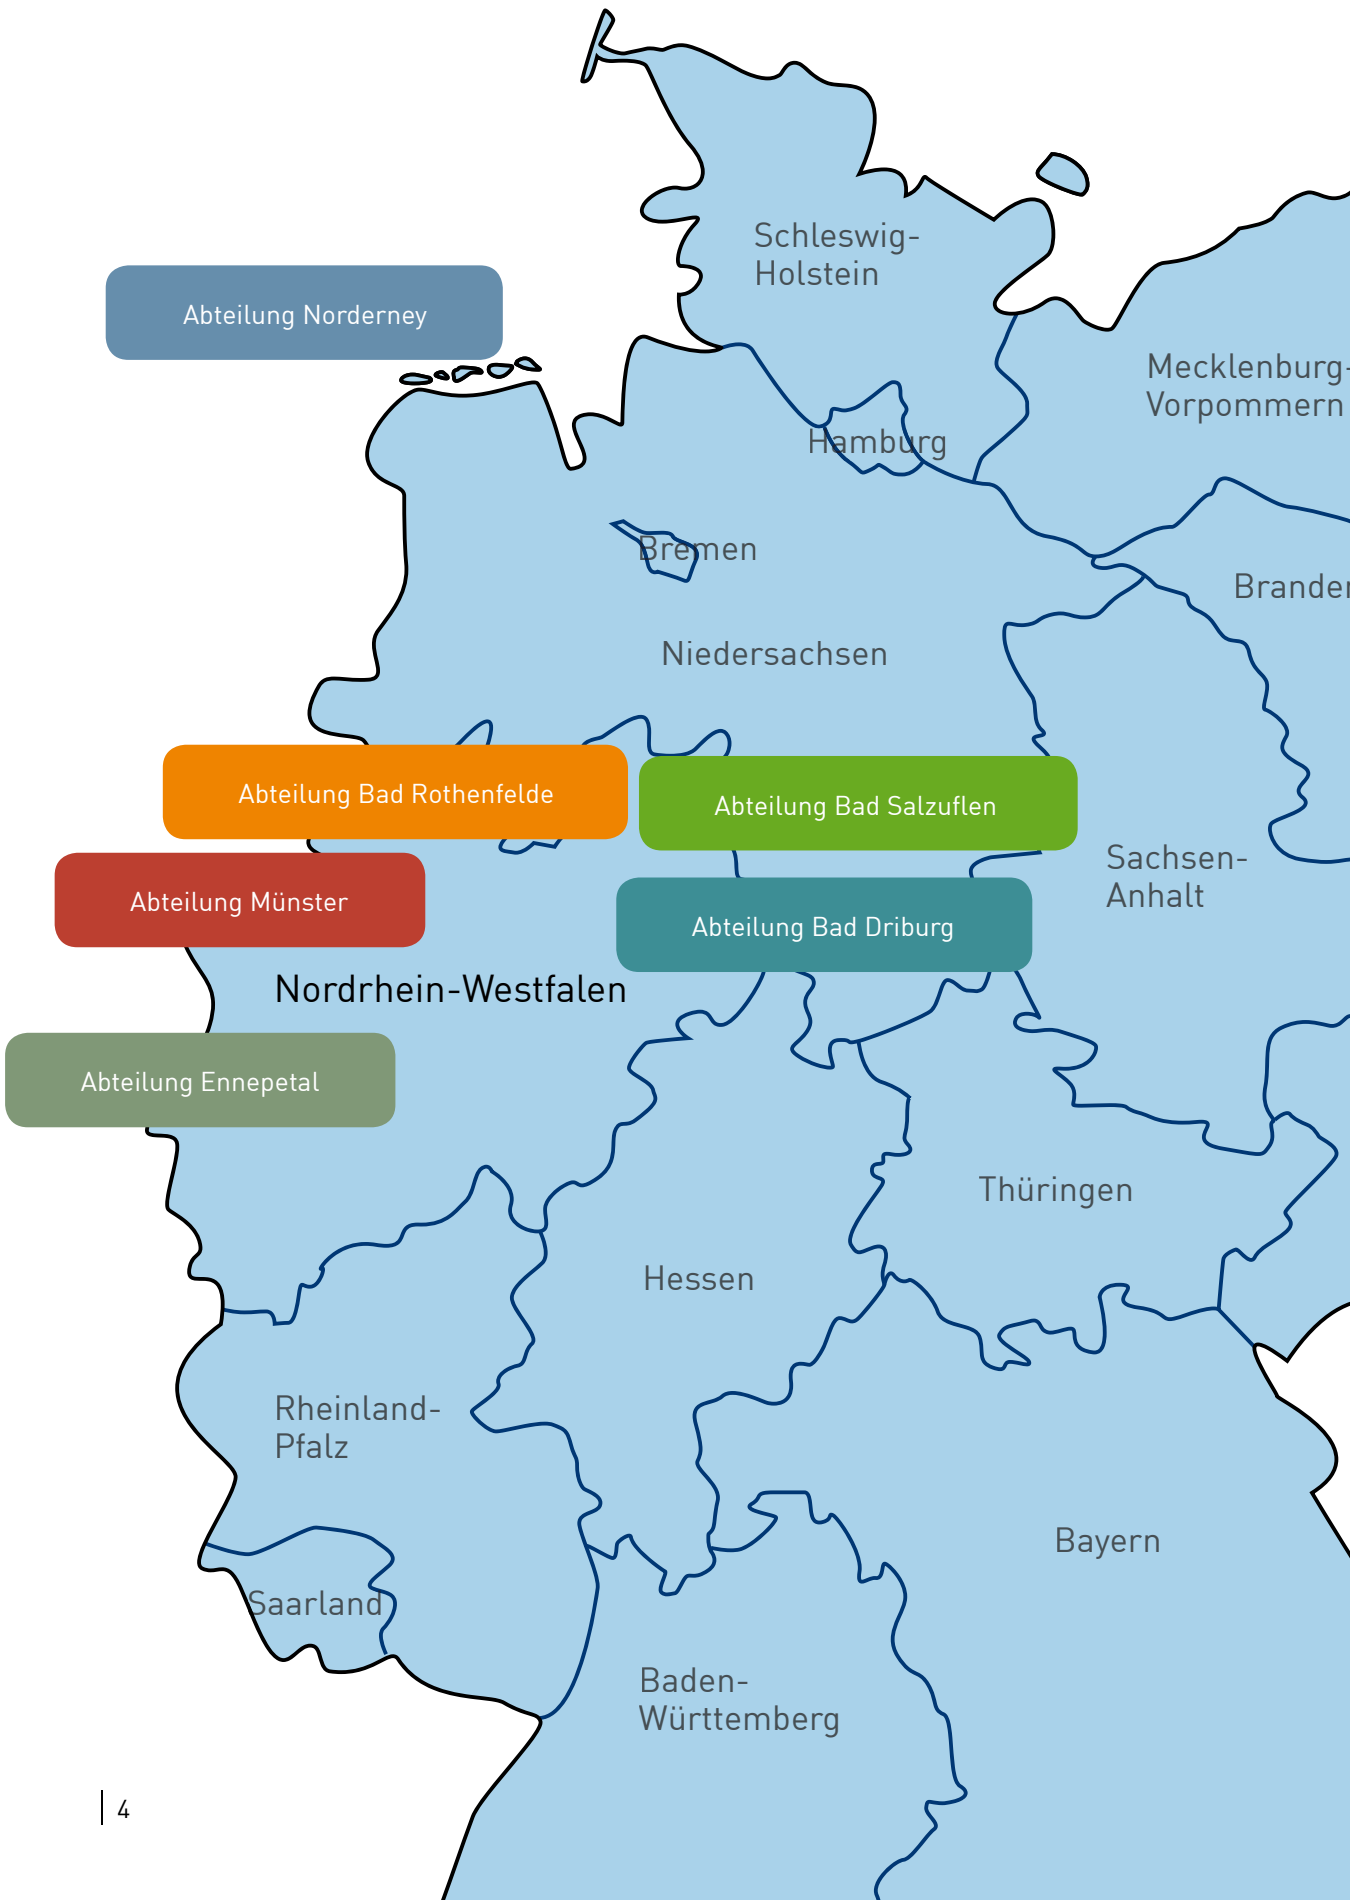 Schleswig-
Holstein
Abteilung Norderney
Mecklenburg-
Vorpommern
Hamburg
Bremen
Branden
Niedersachsen
Abteilung Bad Rothenfelde
Abteilung Bad Salzuflen
Sachsen-
Anhalt
Abteilung Münster
Abteilung Bad Driburg
Nordrhein-Westfalen
Abteilung Ennepetal
Thüringen
Hessen
Rheinland-
Pfalz
Bayern
Saarland
Baden-
Württemberg
4